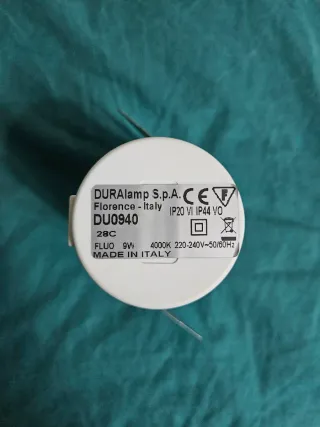 DURAlamp S.p.A. CE F
Florence - Italy
IP20 VI IP44 VO
DU0940
28C
FLUO 9W 4000K 220-240V~50/60Hz
MADE IN ITALY